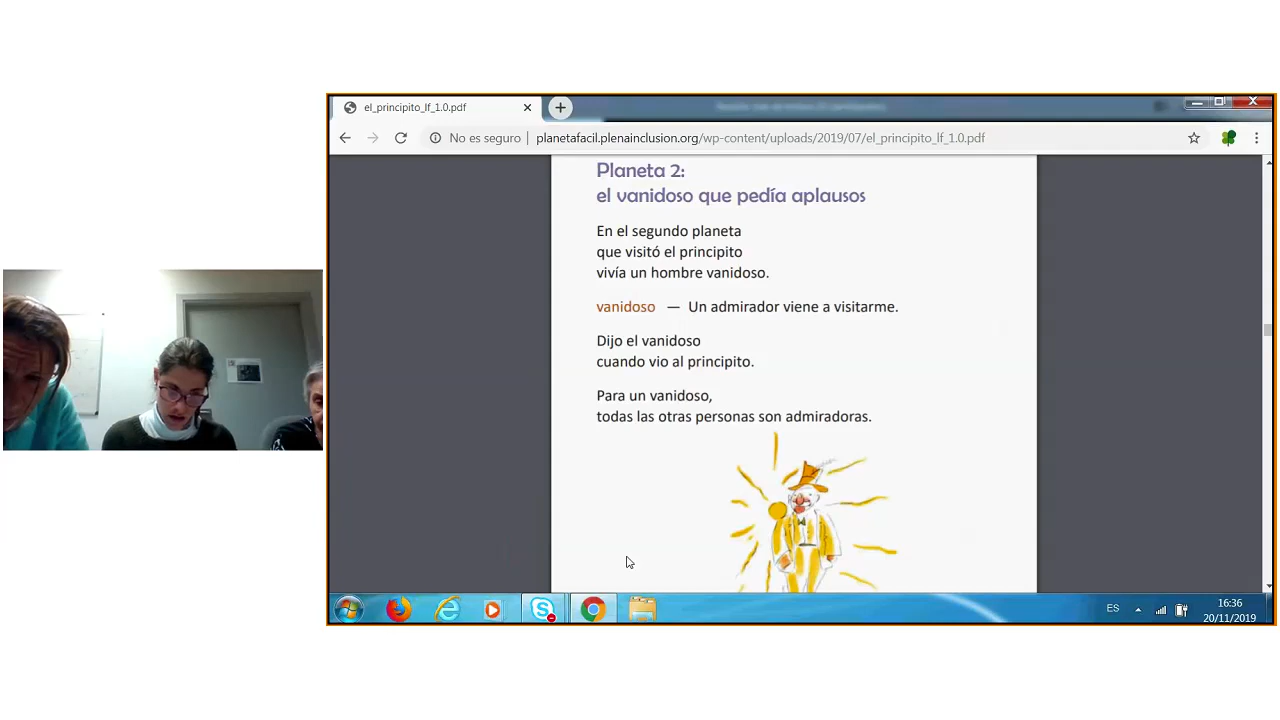 el_principito_lf_1.0.pdf
No es seguro | planetafacil.plenainclusion.org/wp-content/uploads/2019/07/el_principito_lf_1.0.pdf
Planeta 2:
el vanidoso que pedía aplausos
En el segundo planeta
que visitó el principito
vivía un hombre vanidoso.
vanidoso — Un admirador viene a visitarme.
Dijo el vanidoso
cuando vio al principito.
Para un vanidoso,
todas las otras personas son admiradoras.
ES
16:36
20/11/2019